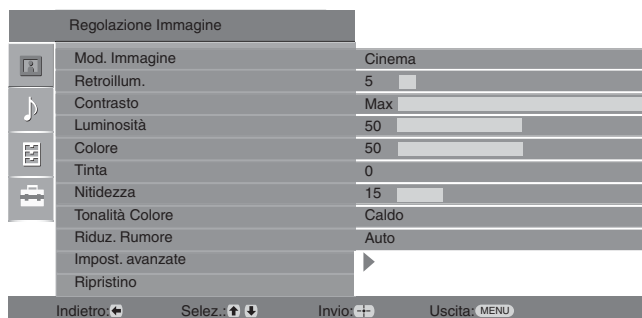 Regolazione Immagine
Mod. Immagine Cinema
Retroillum. 5
Contrasto Max
Luminosità 50
Colore 50
Tinta 0
Nitidezza 15
Tonalità Colore Caldo
Riduz. Rumore Auto
Impost. avanzate
Ripristino
Indietro: Selez.: Invio: Uscita: MENU